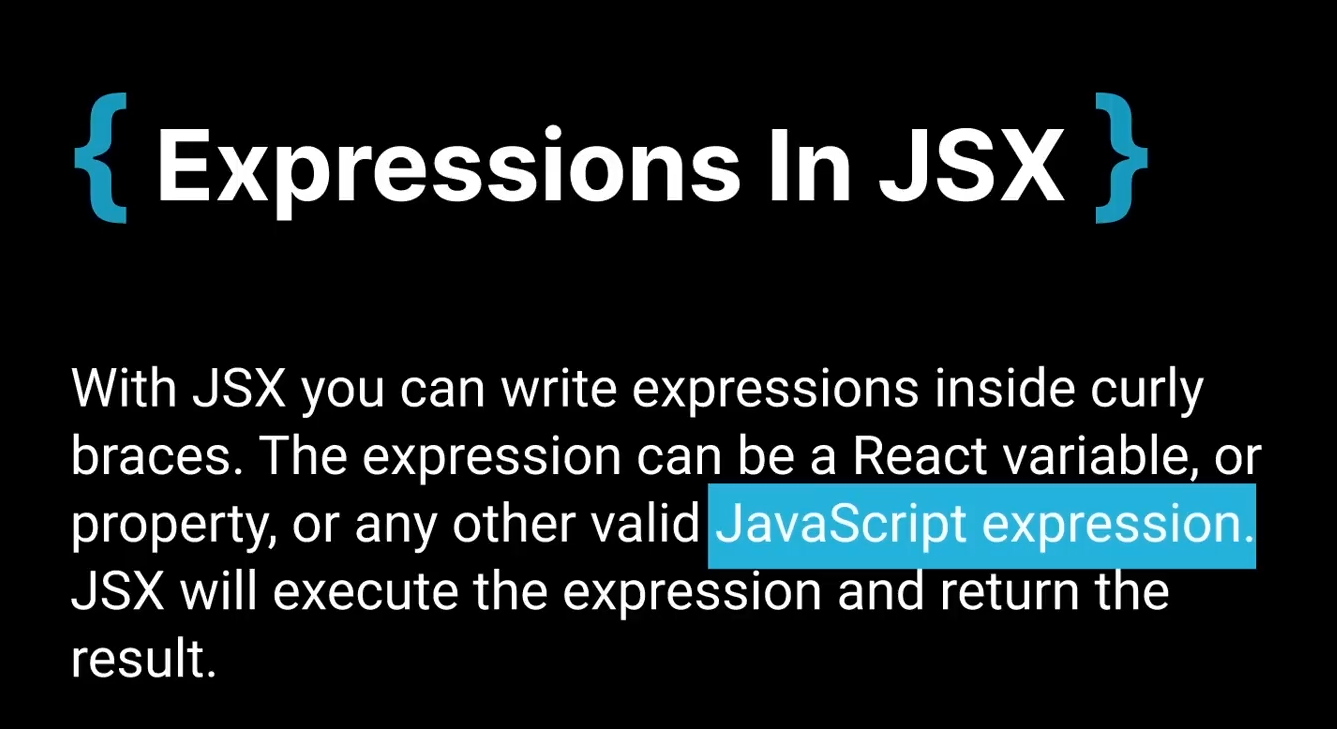 { Expressions In JSX }
With JSX you can write expressions inside curly
braces. The expression can be a React variable, or
property, or any other valid JavaScript expression.
JSX will execute the expression and return the
result.